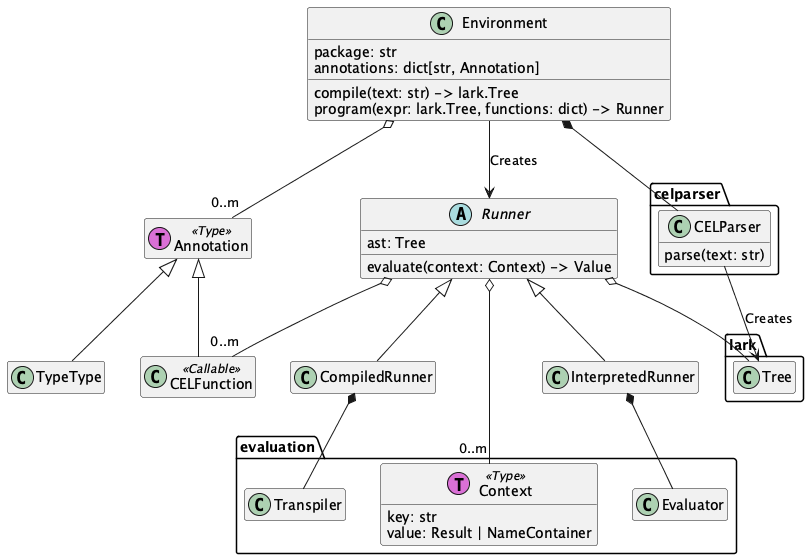 C Environment
package: str
annotations: dict[str, Annotation]
compile(text: str) -> lark.Tree
program(expr: lark.Tree, functions: dict) -> Runner
Creates
0..m
celparser
C CELParser
parse(text: str)
T «Type»
Annotation
A Runner
ast: Tree
evaluate(context: Context) -> Value
Creates
0..m
lark
C Tree
C TypeType
C «Callable»
CELFunction
C CompiledRunner
C InterpretedRunner
0..m
evaluation
C Transpiler
T «Type»
Context
key: str
value: Result | NameContainer
C Evaluator